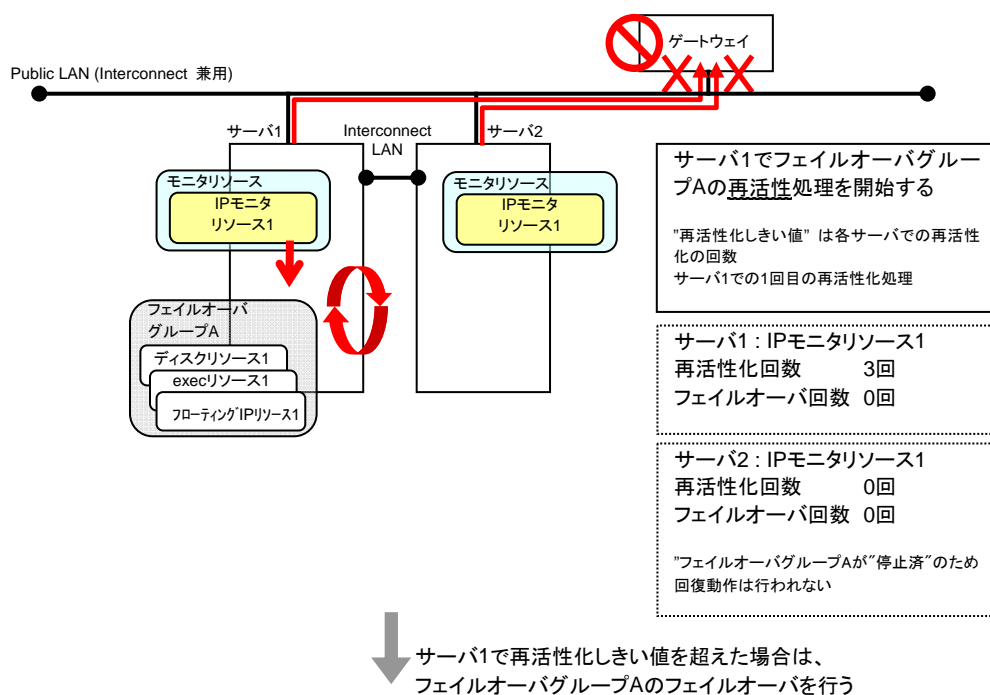 ゲートウェイ
Public LAN (Interconnect 兼用)
サーバ1
Interconnect
LAN
サーバ2
モニタリソース
IPモニタ
リソース1
モニタリソース
IPモニタ
リソース1
フェイルオーバ
グループA
ディスクリソース1
execリソース1
フローティングIPリソース1
サーバ1でフェイルオーバグルー
プAの再活性処理を開始する
"再活性化しきい値" は各サーバでの再活性
化の回数
サーバ1での1回目の再活性化処理
サーバ1 : IPモニタリソース1
再活性化回数 3回
フェイルオーバ回数 0回
サーバ2 : IPモニタリソース1
再活性化回数 0回
フェイルオーバ回数 0回
"フェイルオーバグループAが"停止済"のため
回復動作は行われない
サーバ1で再活性化しきい値を超えた場合は、
フェイルオーバグループAのフェイルオーバを行う